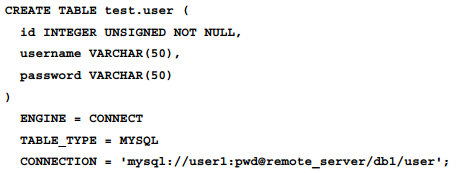 CREATE TABLE test.user (
id INTEGER UNSIGNED NOT NULL,
username VARCHAR(50),
password VARCHAR(50)
)
ENGINE = CONNECT
TABLE_TYPE = MYSQL
CONNECTION = 'mysql://user1:pwd@remote_server/db1/user';